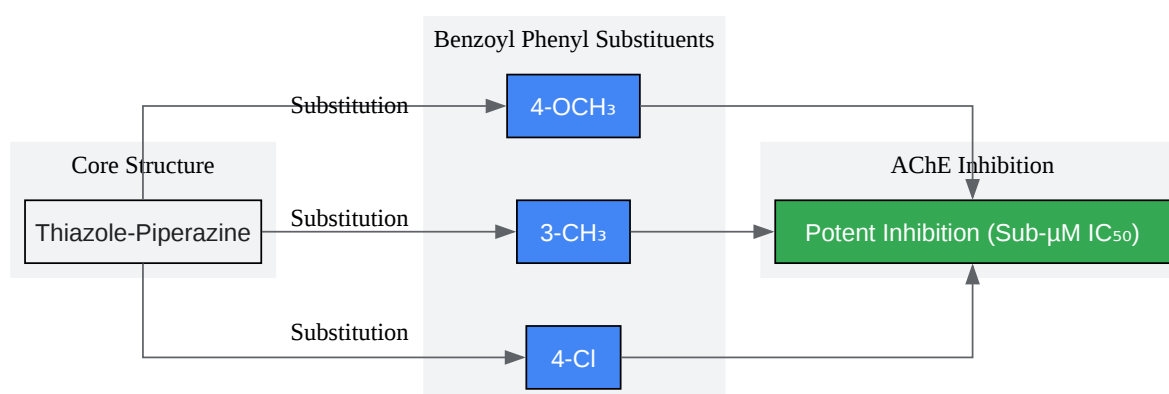 Benzoyl Phenyl Substituents
Substitution
4-OCH₃
Core Structure
AChE Inhibition
Thiazole-Piperazine
Substitution
3-CH₃
Potent Inhibition (Sub-µM IC₅₀)
Substitution
4-Cl